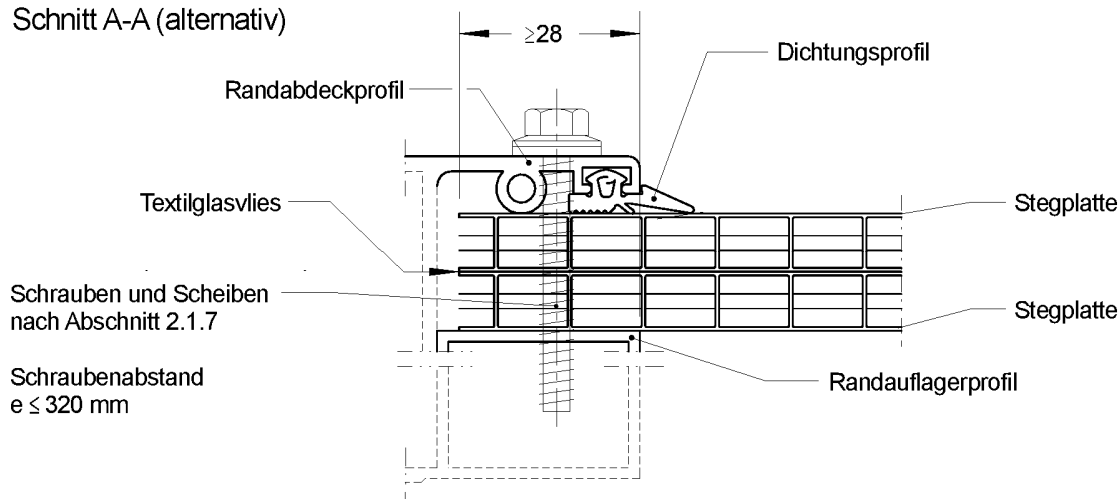 Schnitt A-A (alternativ)
≥28
Dichtungsprofil
Randabdeckprofil
Textilglasvlies
Stegplatte
Schrauben und Scheiben
nach Abschnitt 2.1.7
Stegplatte
Schraubenabstand
e ≤ 320 mm
Randauflagerprofil